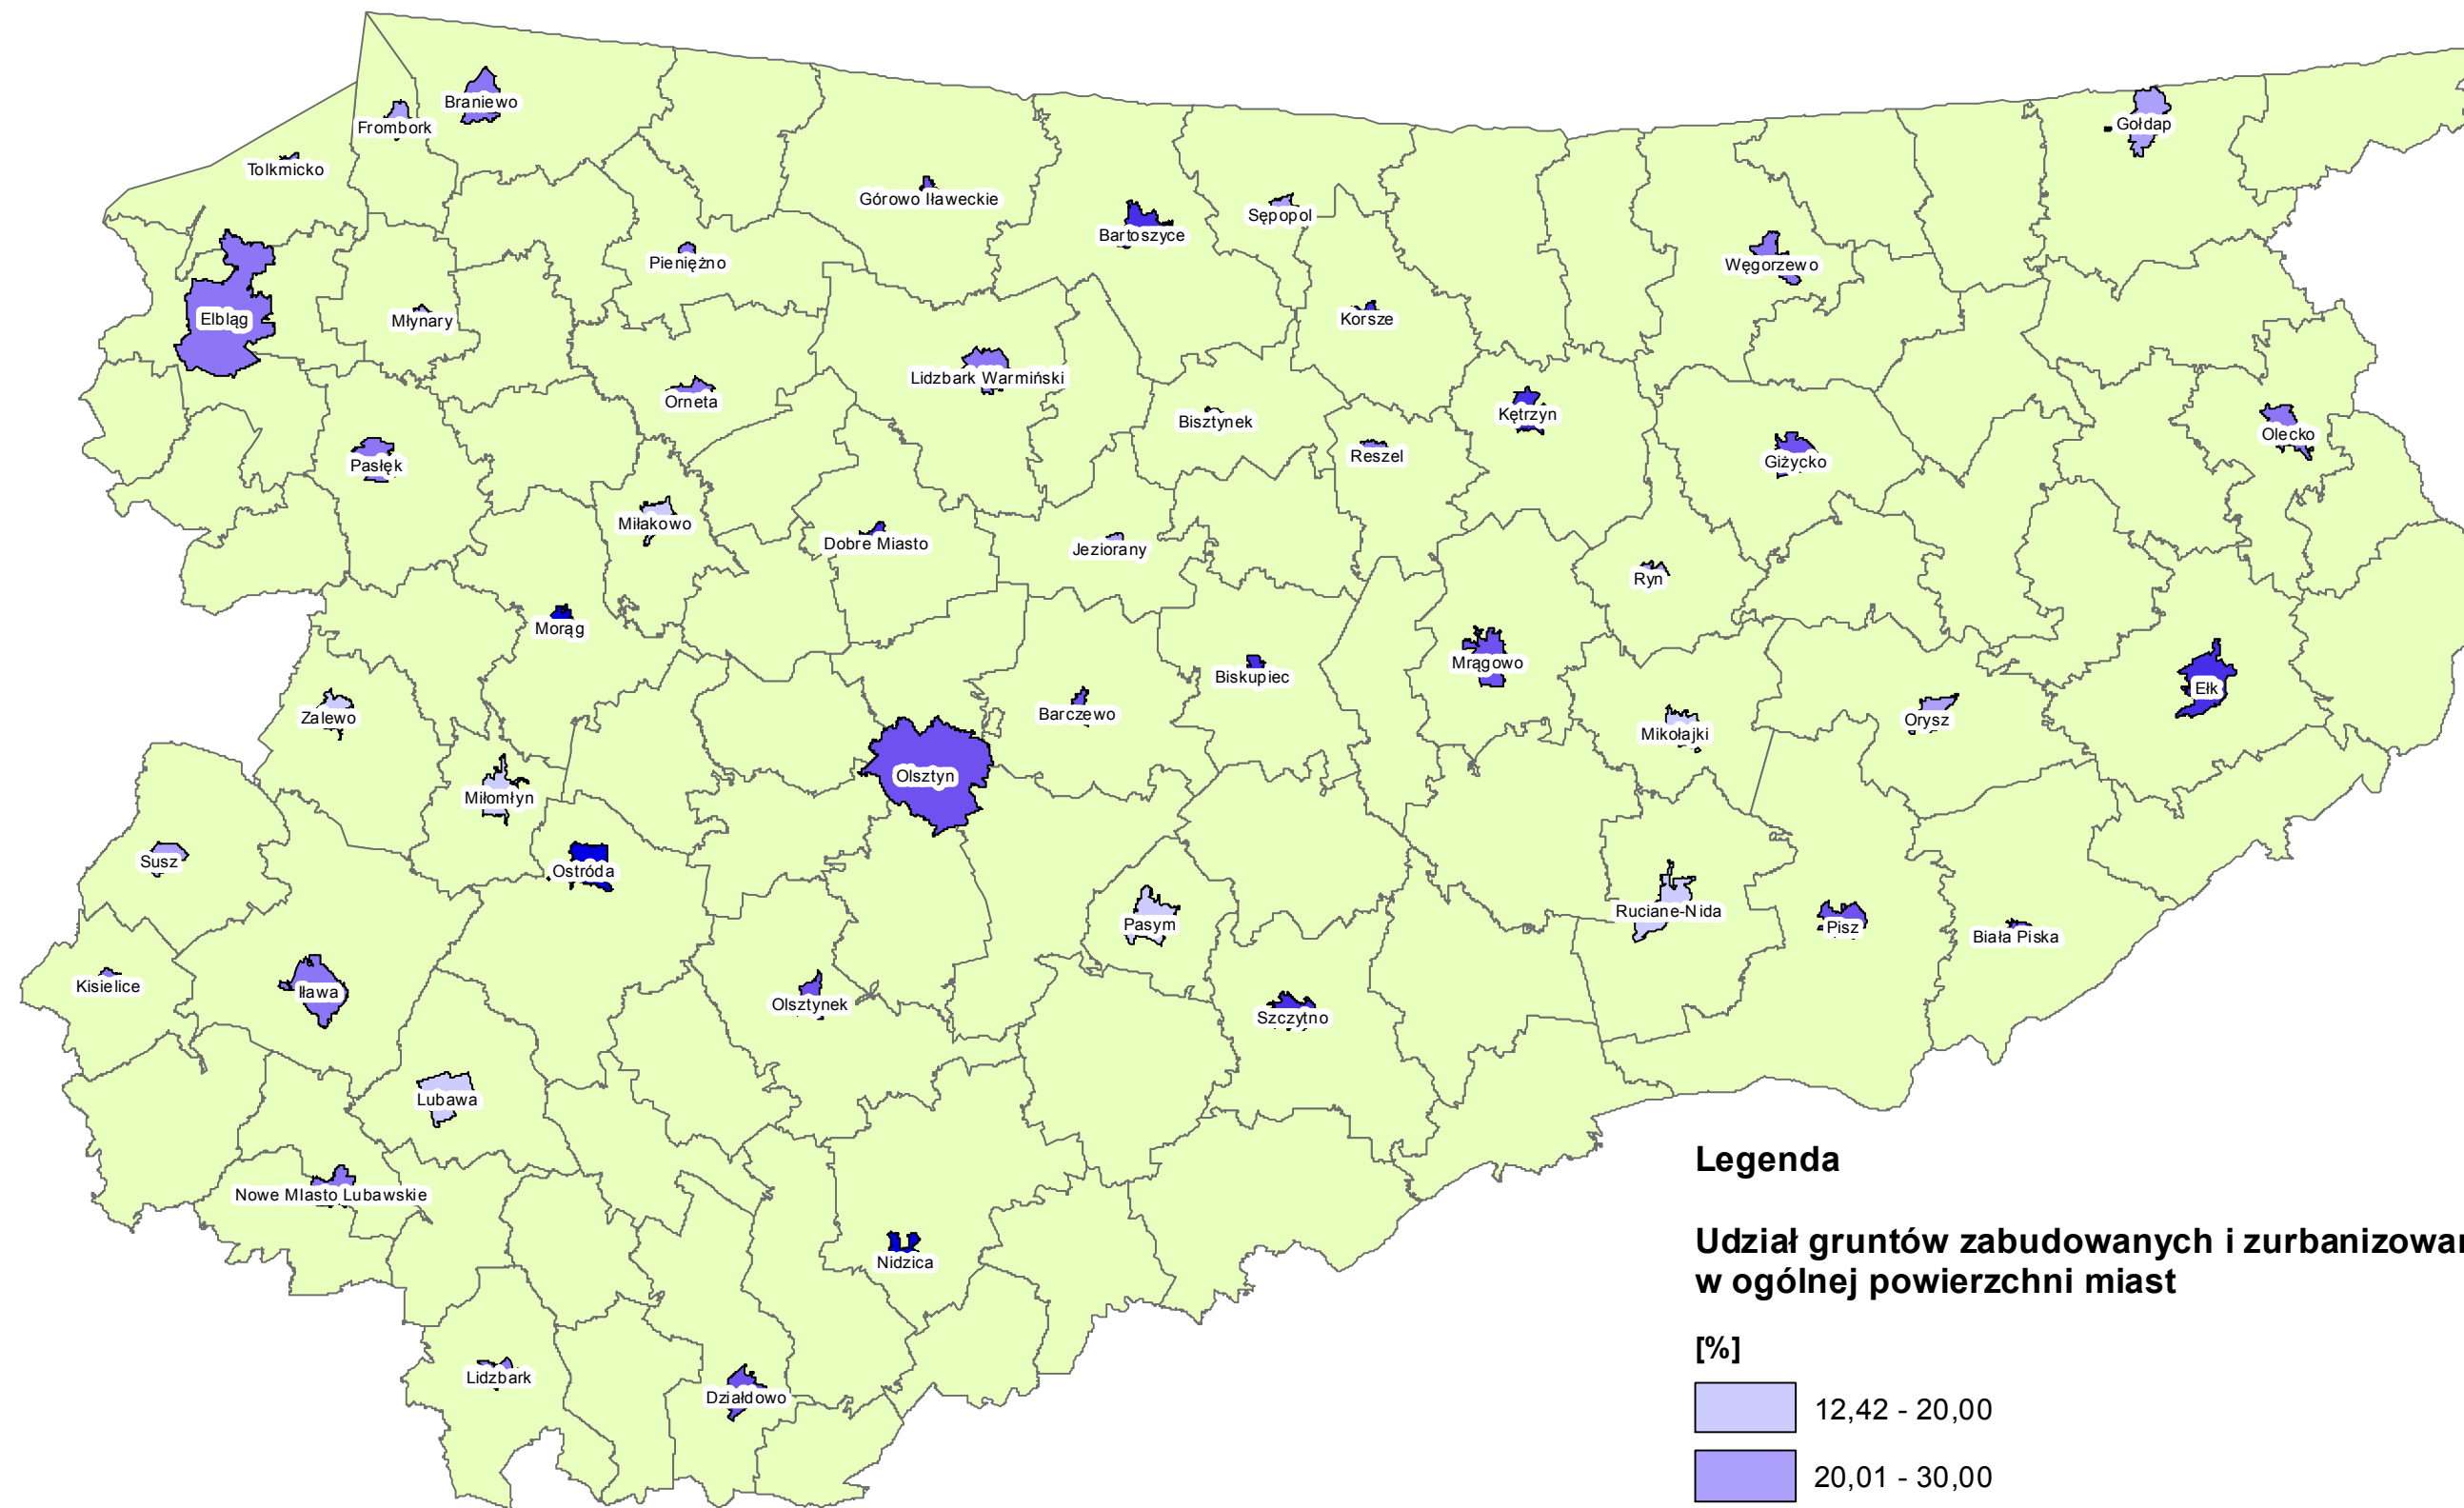 Braniewo
Frombork
Gołdap
Tolkmicko
Górowo Iławeckie
Sępopol
Bartoszyce
Pieniężno
Węgorzewo
Elbląg
Młynary
Korsze
Lidzbark Warmiński
Orneta
Kętrzyn
Bisztynek
Olecko
Reszel
Giżycko
Pasłęk
Miłakowo
Dobre Miasto
Jeziorany
Ryn
Morąg
Mrągowo
Biskupiec
Ełk
Barczewo
Zalewo
Orysz
Mikołajki
Olsztyn
Miłomłyn
Susz
Ostróda
Ruciane-Nida
Pasym
Pisz
Biała Piska
Kisielice
Iława
Olsztynek
Szczytno
Lubawa
Nowe MIasto Lubawskie
Nidzica
Lidzbark
Działdowo
Legenda
Udział gruntów zabudowanych i zurbanizowan
w ogólnej powierzchni miast
[%]
12,42 - 20,00
20,01 - 30,00